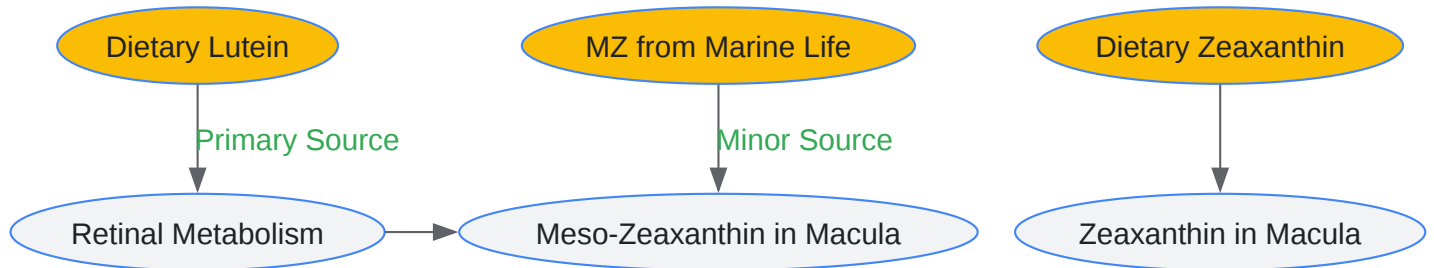 Dietary Lutein
MZ from Marine Life
Dietary Zeaxanthin
Primary Source
Minor Source
Retinal Metabolism
Meso-Zeaxanthin in Macula
Zeaxanthin in Macula